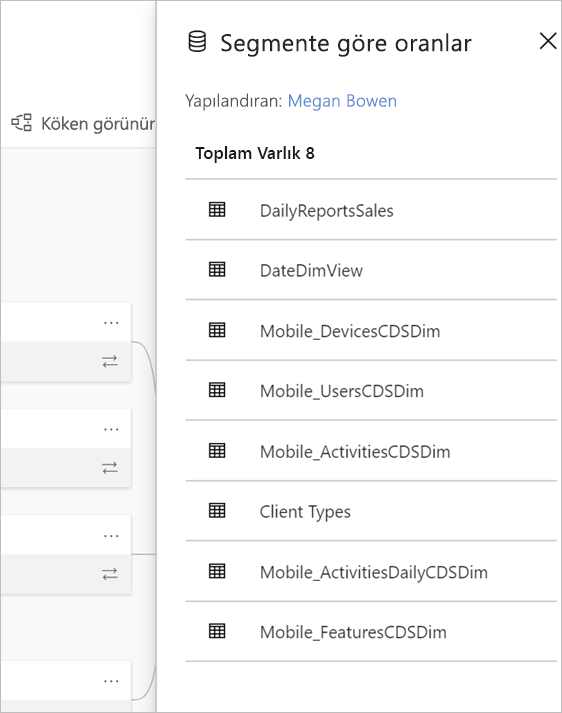 Segmente göre oranlar
Yapılandıran: Megan Bowen
Köken görünür
Toplam Varlık 8
DailyReportsSales
DateDimView
Mobile_DevicesCDSDim
Mobile_UsersCDSDim
Mobile_ActivitiesCDSDim
Client Types
Mobile_ActivitiesDailyCDSDim
Mobile_FeaturesCDSDim